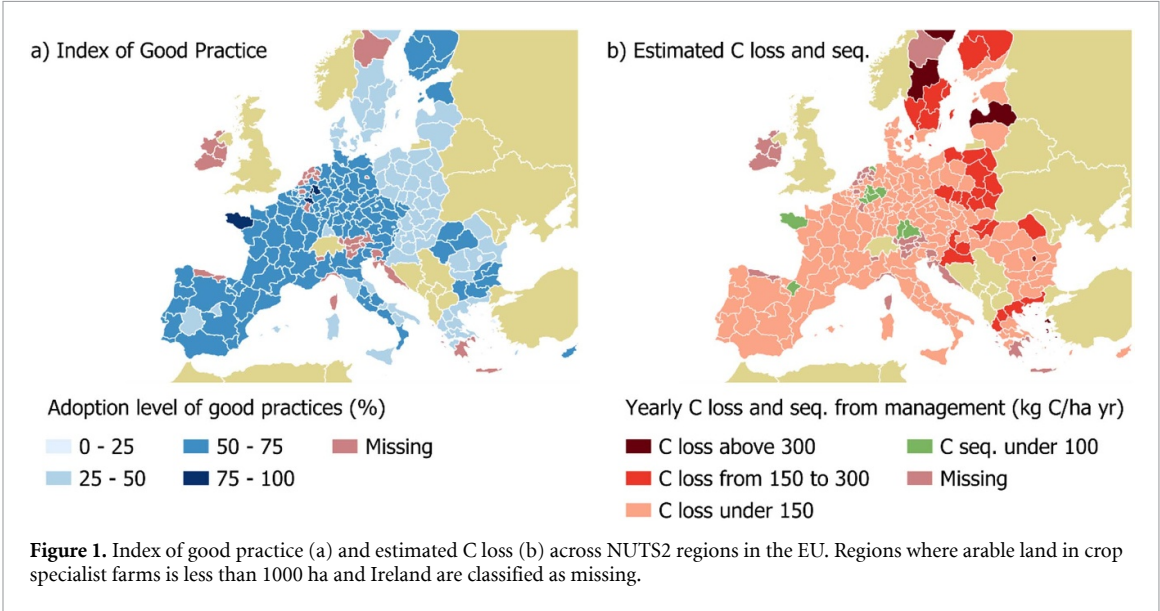 a) Index of Good Practice
b) Estimated C loss and seq.
Adoption level of good practices (%)
0 - 25
50 - 75
Missing
25 - 50
75 - 100
Yearly C loss and seq. from management (kg C/ha yr)
C loss above 300
C seq. under 100
C loss from 150 to 300
Missing
C loss under 150
Figure 1. Index of good practice (a) and estimated C loss (b) across NUTS2 regions in the EU. Regions where arable land in crop
specialist farms is less than 1000 ha and Ireland are classified as missing.